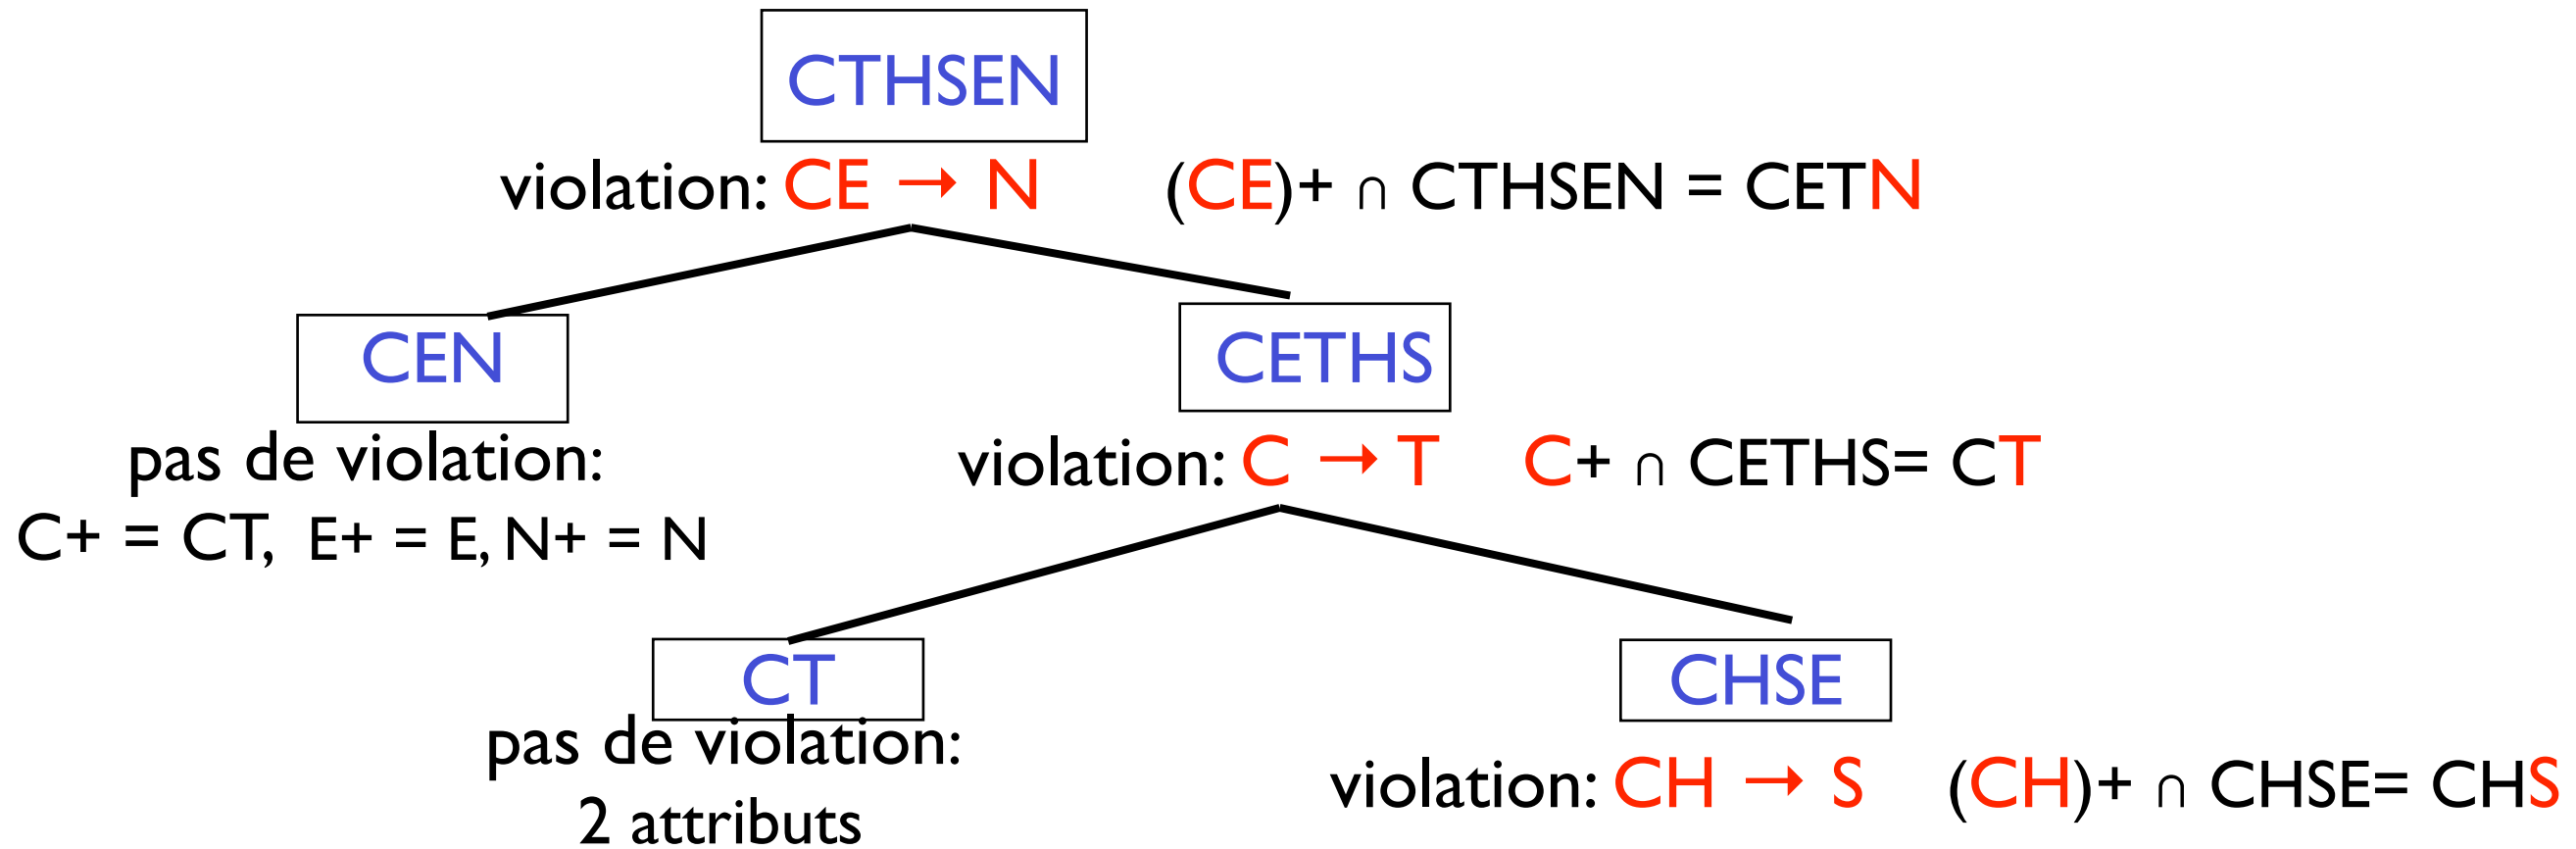 CTHSEN
violation: CE → N (CE)+ ∩ CTHSEN = CETN
CEN
CETHS
pas de violation:
C+ = CT, E+ = E, N+ = N
violation: C → T C+ ∩ CETHS= CT
CT
CHSE
pas de violation:
2 attributs
violation: CH → S (CH)+ ∩ CHSE= CHS